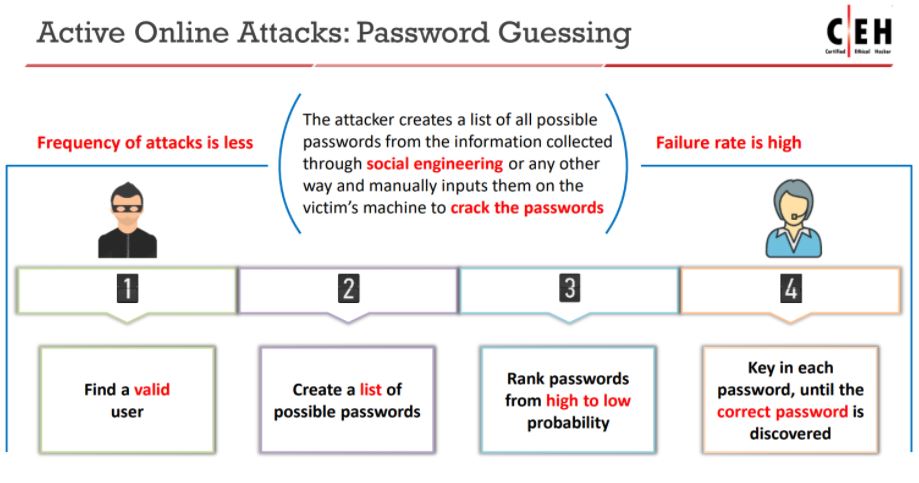 Active Online Attacks: Password Guessing
C|EH
Certified Ethical Hacker
Frequency of attacks is less
The attacker creates a list of all possible
passwords from the information collected
through social engineering or any other
way and manually inputs them on the
victim's machine to crack the passwords
Failure rate is high
1
2
3
4
Find a valid
user
Create a list of
possible passwords
Rank passwords
from high to low
probability
Key in each
password, until the
correct password is
discovered